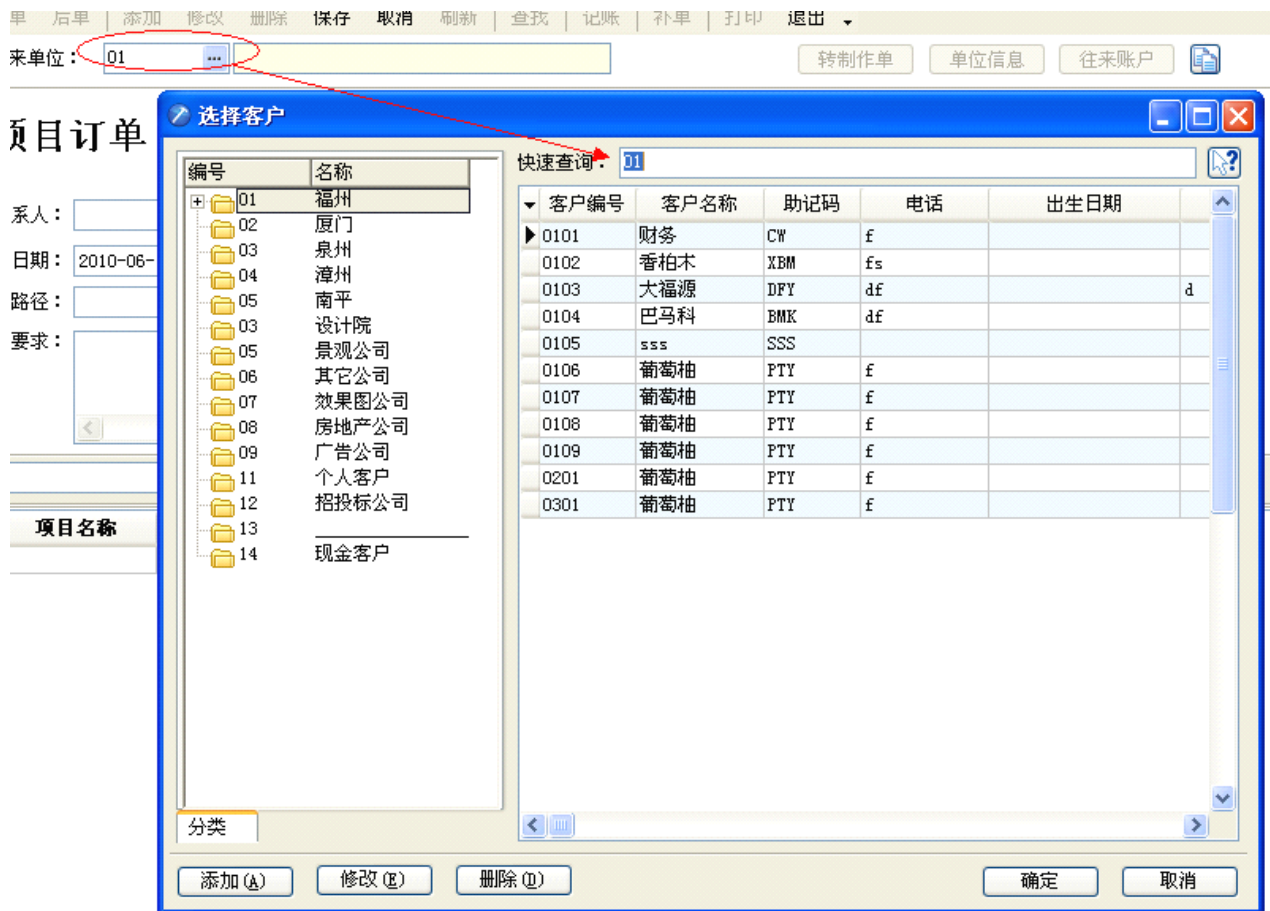 单 后单 添加 修改 删除 保存 取消 刷新 查找 记账 补单 打印 退出
来单位： 01 ... 转制作单 单位信息 往来账户
项目订单
系人：
日期： 2010-06-
路径：
要求：
项目名称
选择客户
编号 名称
01 福州
02 厦门
03 泉州
04 漳州
05 南平
03 设计院
05 景观公司
06 其它公司
07 效果图公司
08 房地产公司
09 广告公司
11 个人客户
12 招投标公司
13
14 现金客户
分类
快速查询： 01
客户编号 客户名称 助记码 电话 出生日期
0101 财务 CW f
0102 香柏木 XBM fs
0103 大福源 DFY df d
0104 巴马科 BMK df
0105 sss SSS
0106 葡萄柚 PTY f
0107 葡萄柚 PTY f
0108 葡萄柚 PTY f
0109 葡萄柚 PTY f
0201 葡萄柚 PTY f
0301 葡萄柚 PTY f
添加(A) 修改(E) 删除(D) 确定 取消